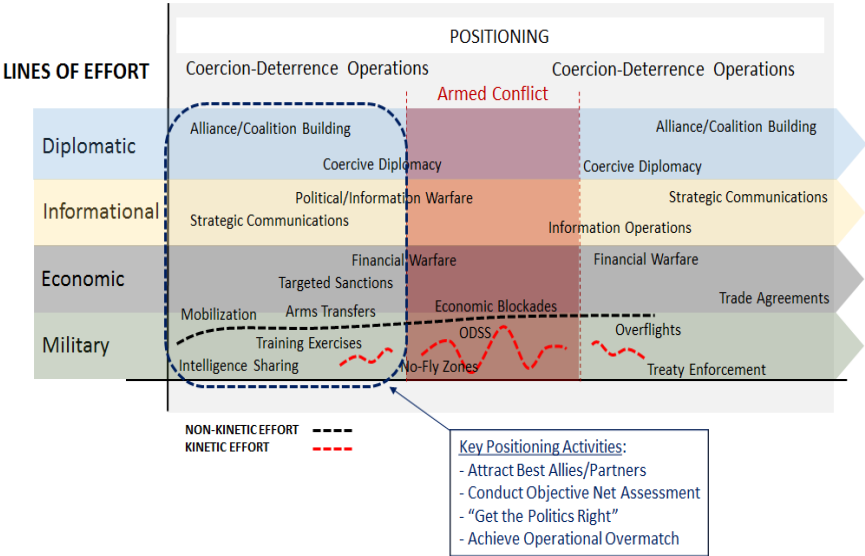 POSITIONING
LINES OF EFFORT
Coercion-Deterrence Operations
Coercion-Deterrence Operations
Armed Conflict
Diplomatic
Alliance/Coalition Building
Alliance/Coalition Building
Coercive Diplomacy
Coercive Diplomacy
Informational
Political/Information Warfare
Strategic Communications
Strategic Communications
Information Operations
Economic
Financial Warfare
Financial Warfare
Targeted Sanctions
Trade Agreements
Economic Blockades
Military
Mobilization
Arms Transfers
ODSS
Overflights
Training Exercises
Intelligence Sharing
No-Fly Zones
Treaty Enforcement
NON-KINETIC EFFORT
KINETIC EFFORT
Key Positioning Activities:
- Attract Best Allies/Partners
- Conduct Objective Net Assessment
- “Get the Politics Right”
- Achieve Operational Overmatch